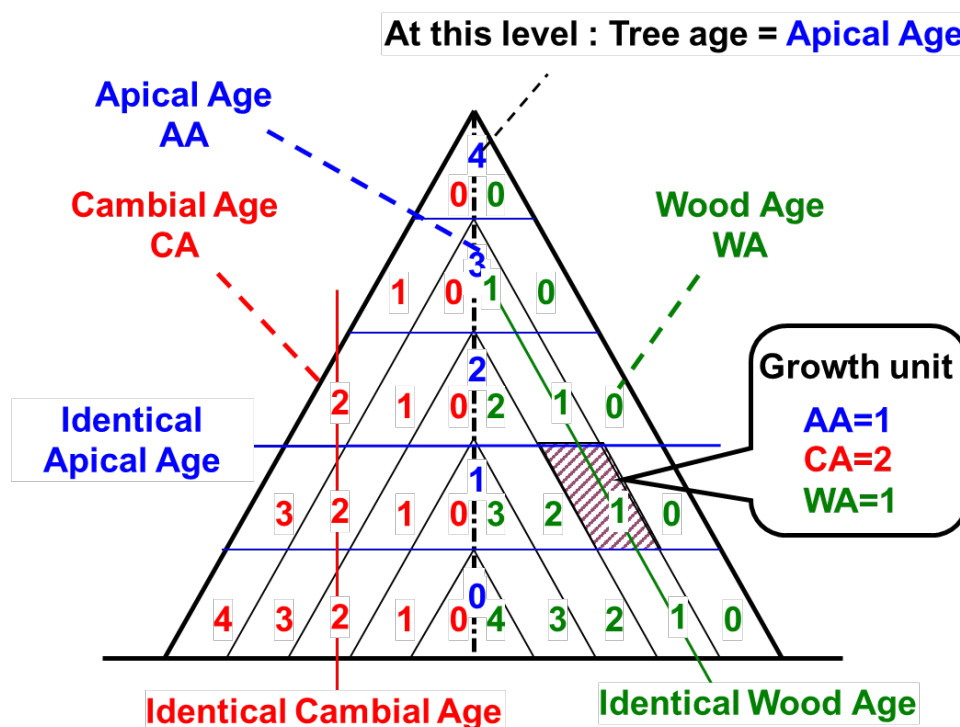 At this level : Tree age = Apical Age
Apical Age
AA
4
0 0
Cambial Age
CA
Wood Age
WA
3
1 0 1 0
Growth unit
AA=1
CA=2
WA=1
2
2 1 0 2 1 0
Identical
Apical Age
1
3 2 1 0 3 2 1 0
0
4 3 2 1 0 4 3 2 1 0
Identical Cambial Age
Identical Wood Age